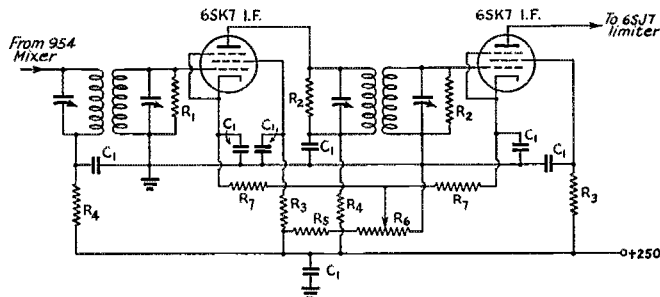 6SK7 I.F.
6SK7 I.F.
To 6SJ7
limiter
From 954
Mixer
R1
R2
R2
C1
C1
C1
C1
C1
C1
R7
R7
R4
R3
R5
R4
R6
R3
+250
C1